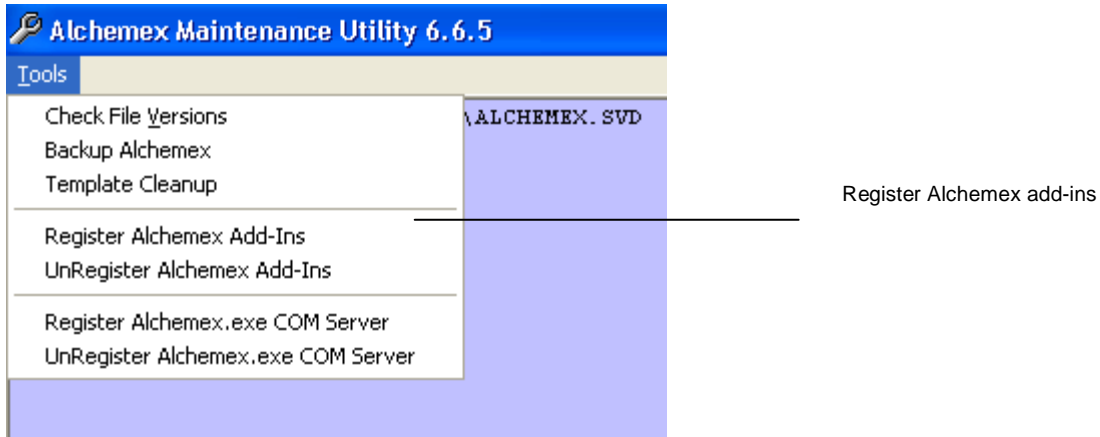 Alchemex Maintenance Utility 6.6.5
Tools
Check File Versions
\ALCHEMEX.SVD
Backup Alchemex
Template Cleanup
Register Alchemex add-ins
Register Alchemex Add-Ins
UnRegister Alchemex Add-Ins
Register Alchemex.exe COM Server
UnRegister Alchemex.exe COM Server